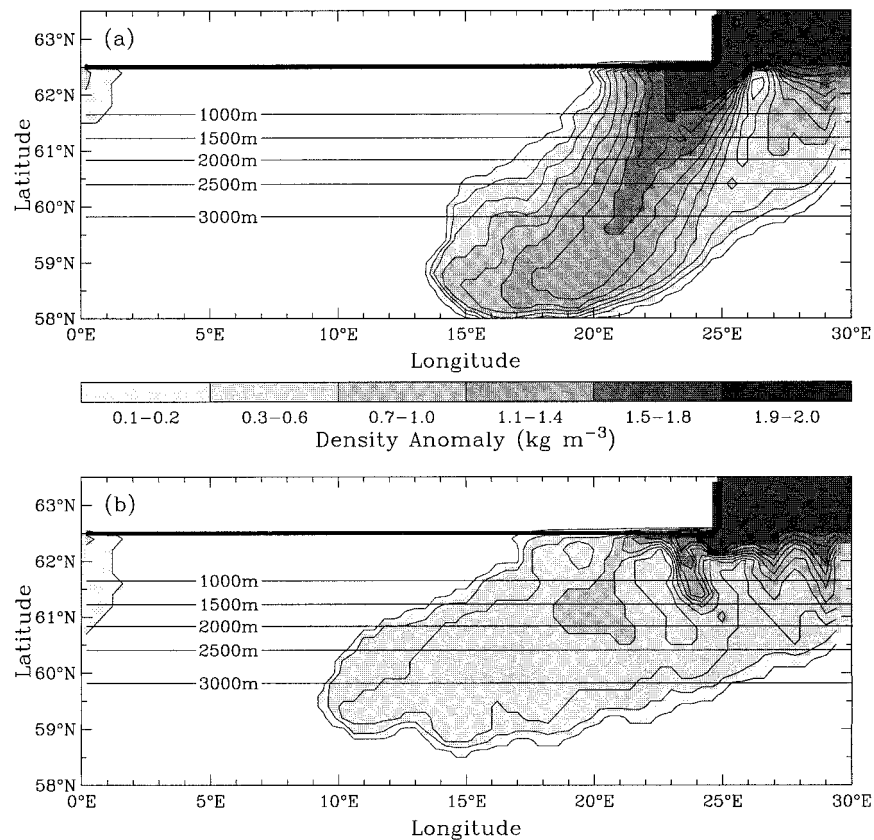 (a)
63°N
62°N
61°N
60°N
59°N
58°N
Latitude
1000m
1500m
2000m
2500m
3000m
0°E 5°E 10°E 15°E 20°E 25°E 30°E
Longitude
0.1-0.2 0.3-0.6 0.7-1.0 1.1-1.4 1.5-1.8 1.9-2.0
Density Anomaly (kg m⁻³)
(b)
63°N
62°N
61°N
60°N
59°N
58°N
Latitude
1000m
1500m
2000m
2500m
3000m
0°E 5°E 10°E 15°E 20°E 25°E 30°E
Longitude